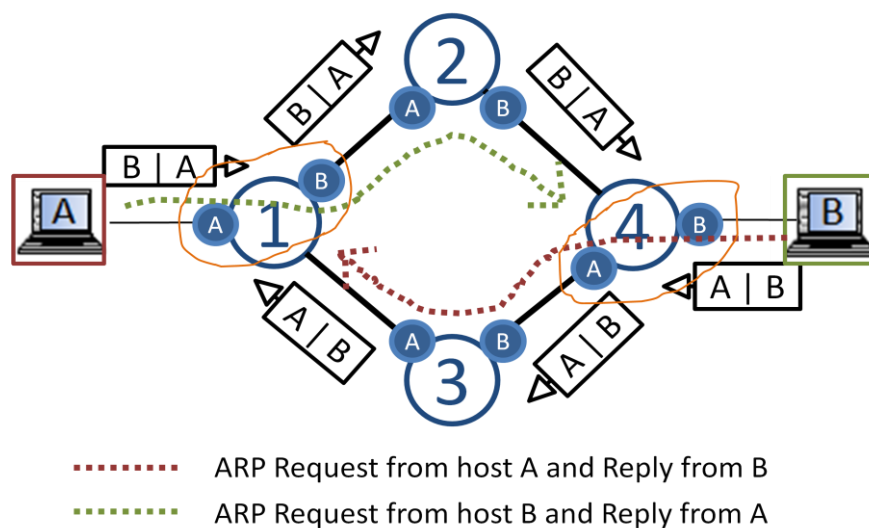 2
B | A
B | A
A
B
B | A
B
A
A
1
4
B
B
A
A | B
A | B
A
B
A | B
3
ARP Request from host A and Reply from B
ARP Request from host B and Reply from A